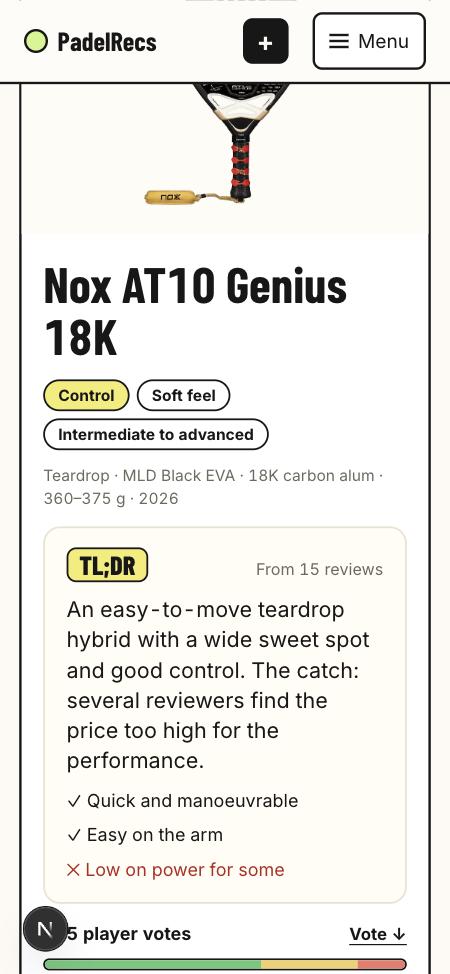 PadelRecs
+
Menu
nox
Nox AT10 Genius
18K
Control
Soft feel
Intermediate to advanced
Teardrop · MLD Black EVA · 18K carbon alum ·
360–375 g · 2026
TL;DR
From 15 reviews
An easy-to-move teardrop
hybrid with a wide sweet spot
and good control. The catch:
several reviewers find the
price too high for the
performance.
✓ Quick and manoeuvrable
✓ Easy on the arm
✕ Low on power for some
N
5 player votes
Vote ↓